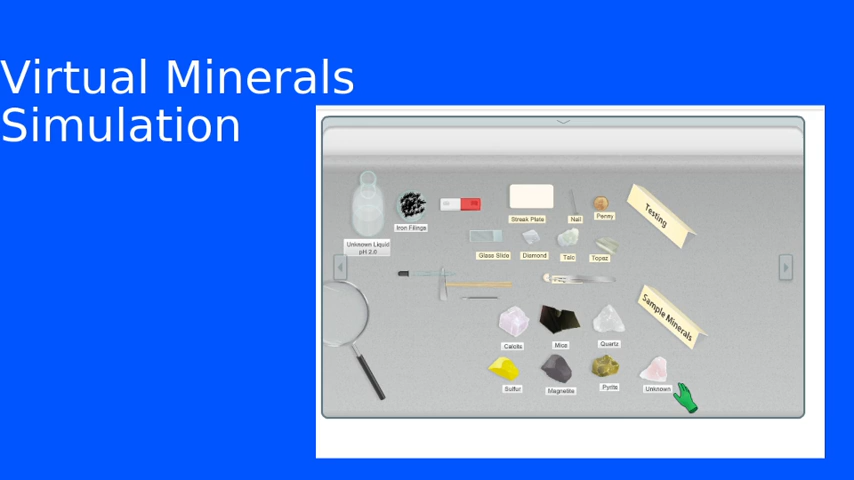 Virtual Minerals
Simulation
Unknown Liquid
pH 2.0
Iron Filings
Streak Plate
Nail
Penny
Testing
Glass Slide
Diamond
Talc
Topaz
Sample Minerals
Calcite
Mica
Quartz
Sulfur
Magnetite
Pyrite
Unknown